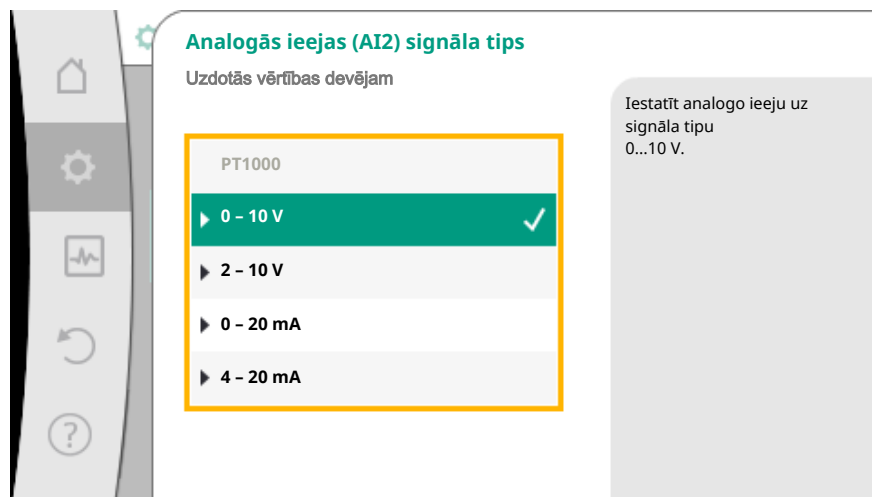 Analogās ieejas (AI2) signāla tips
Uzdotās vērtības devējam
PT1000
0 – 10 V
2 – 10 V
0 – 20 mA
4 – 20 mA
Iestatīt analogo ieeju uz
signāla tipu
0...10 V.